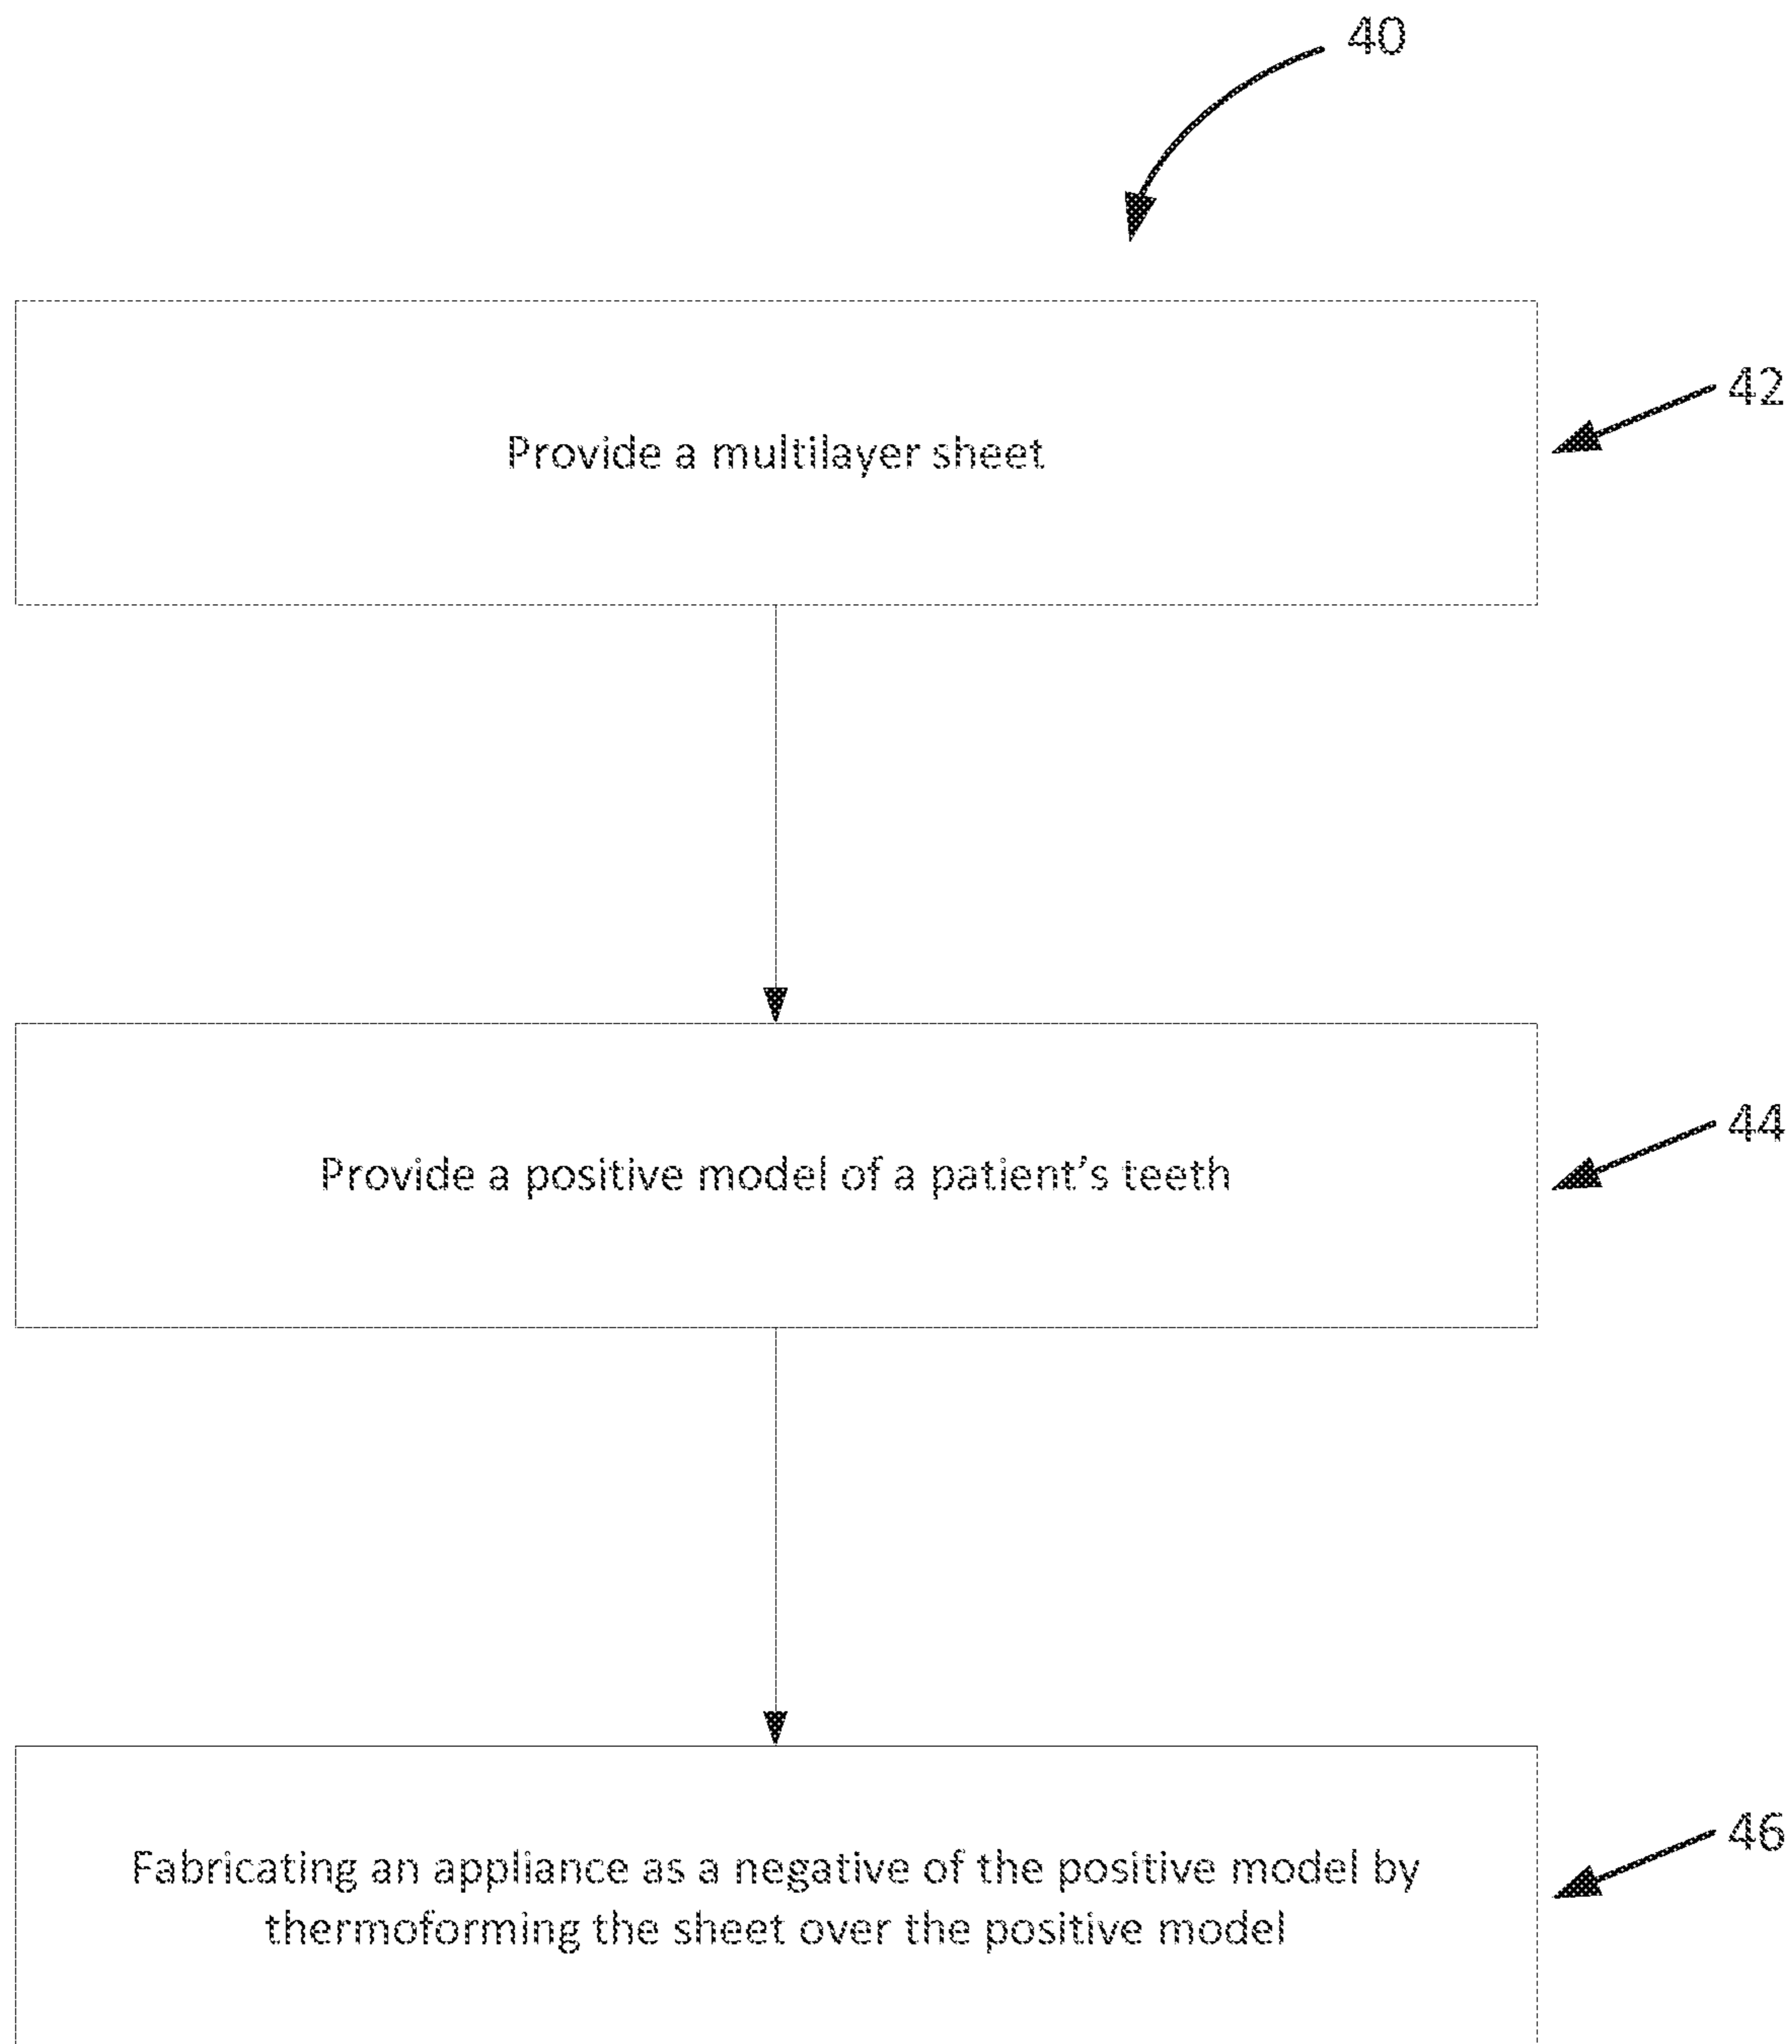 40
Provide a multilayer sheet
42
Provide a positive model of a patient's teeth
44
Fabricating an appliance as a negative of the positive model by
thermoforming the sheet over the positive model
46